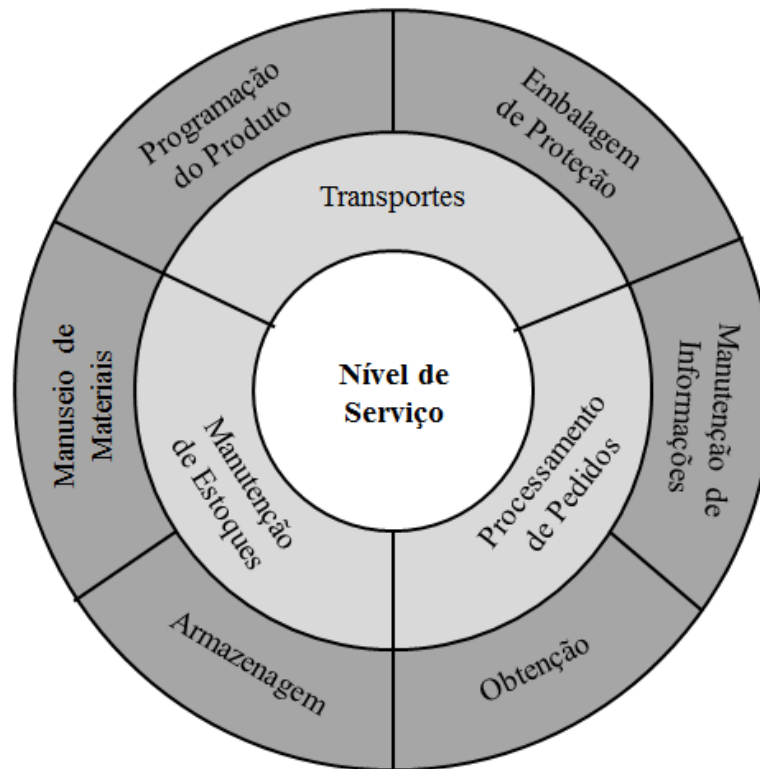 Programação
do Produto
Embalagem
de Proteção
Transportes
Manuseio de
Materiais
Nível de
Serviço
Manutenção de
Informações
Manutenção
de Estoques
Processamento
de Pedidos
Armazenagem
Obtenção